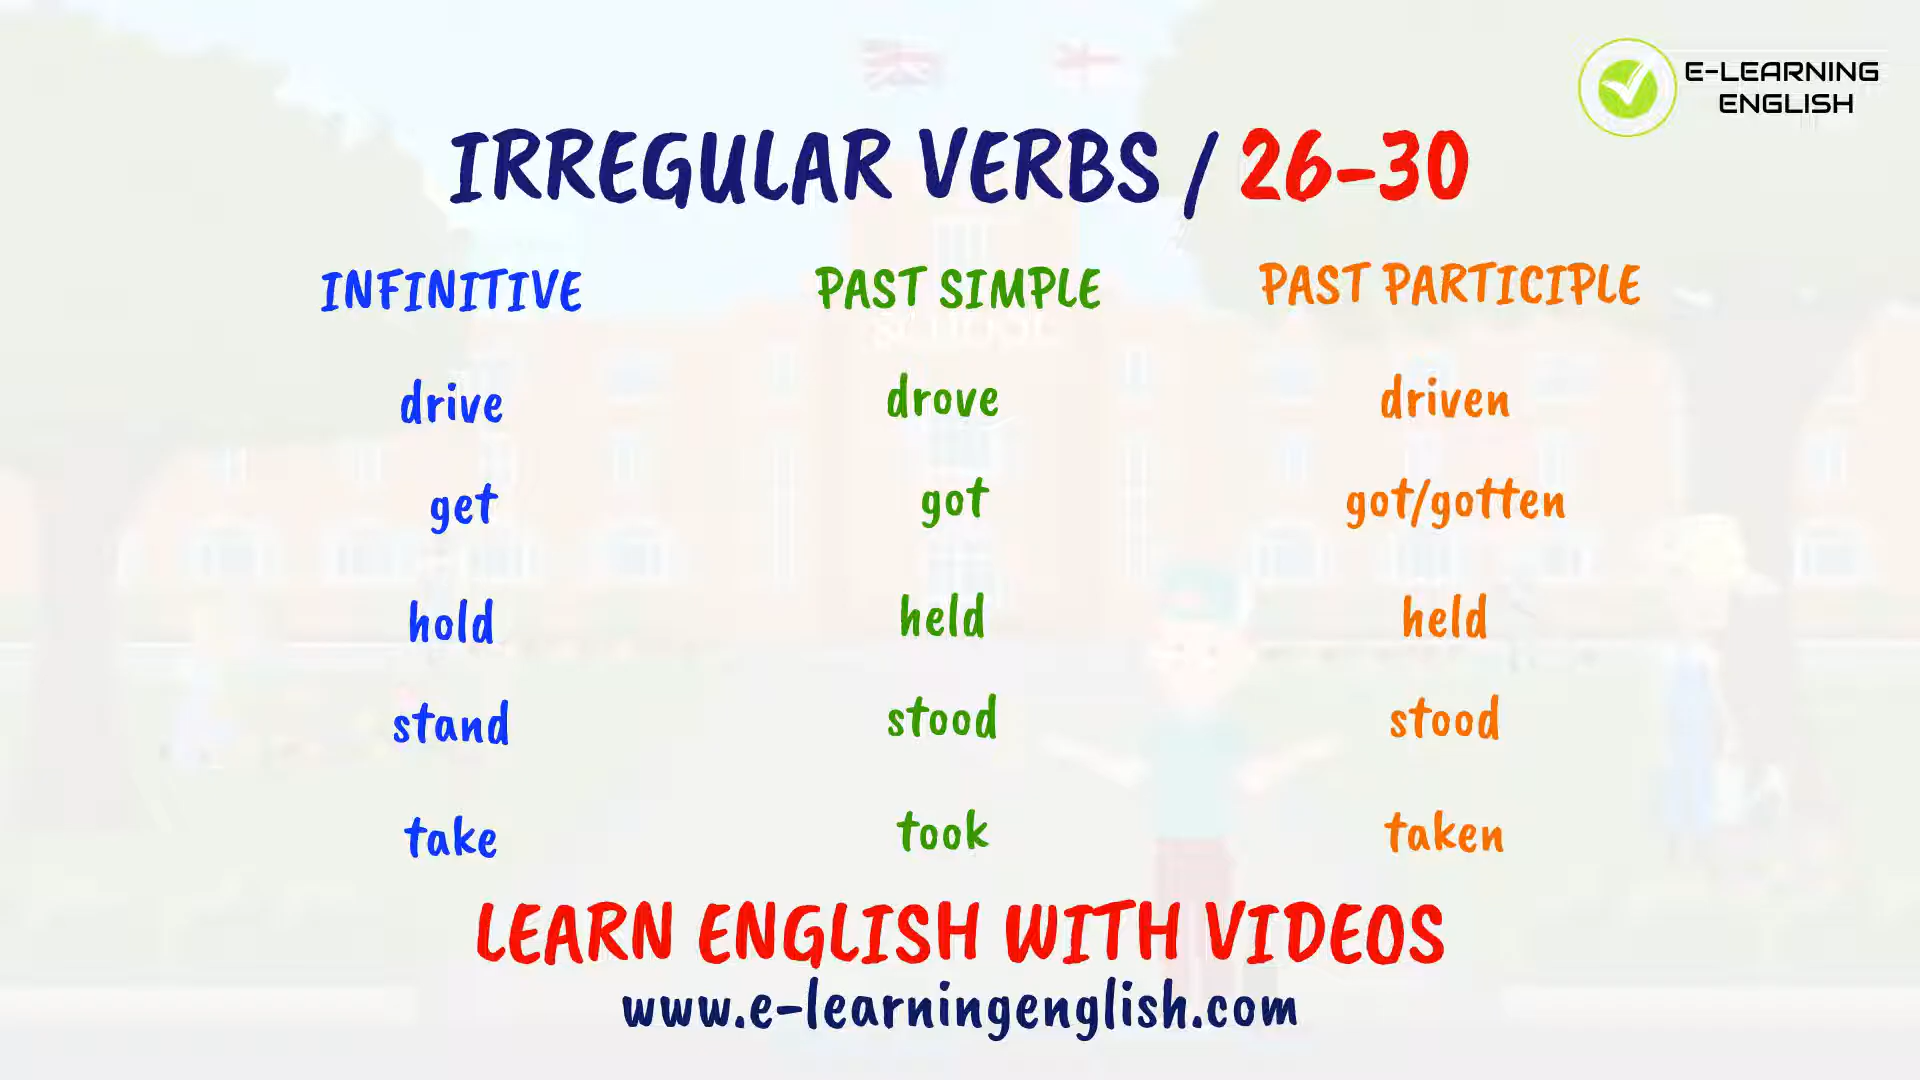 E-LEARNING
ENGLISH
IRREGULAR VERBS / 26-30
INFINITIVE PAST SIMPLE PAST PARTICIPLE
drive drove driven
get got got/gotten
hold held held
stand stood stood
take took taken
LEARN ENGLISH WITH VIDEOS
www.e-learningenglish.com
SCHOOL